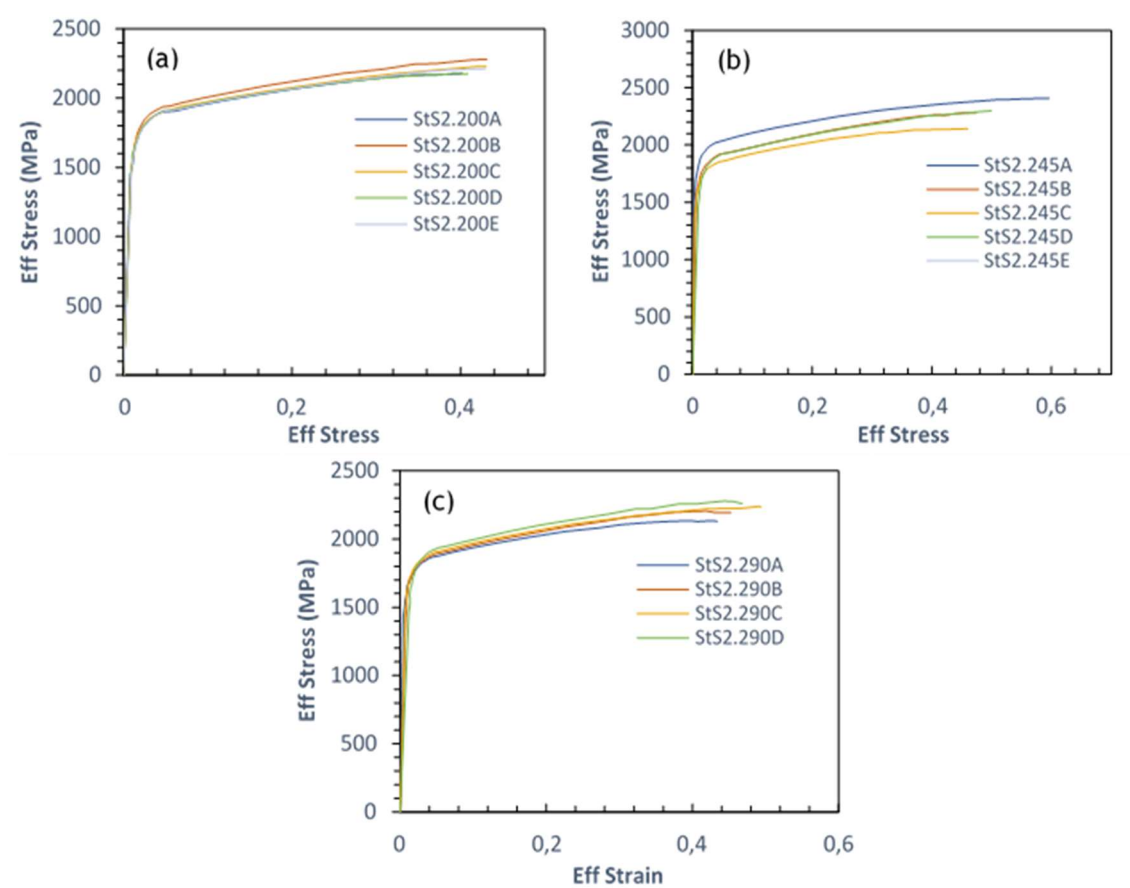 (a)
Eff Stress (MPa)
2500
2000
1500
1000
500
0
0 0,2 0,4
Eff Stress
StS2.200A
StS2.200B
StS2.200C
StS2.200D
StS2.200E
(b)
Eff Stress (MPa)
3000
2500
2000
1500
1000
500
0
0 0,2 0,4 0,6
Eff Stress
StS2.245A
StS2.245B
StS2.245C
StS2.245D
StS2.245E
(c)
Eff Stress (MPa)
2500
2000
1500
1000
500
0
0 0,2 0,4 0,6
Eff Strain
StS2.290A
StS2.290B
StS2.290C
StS2.290D